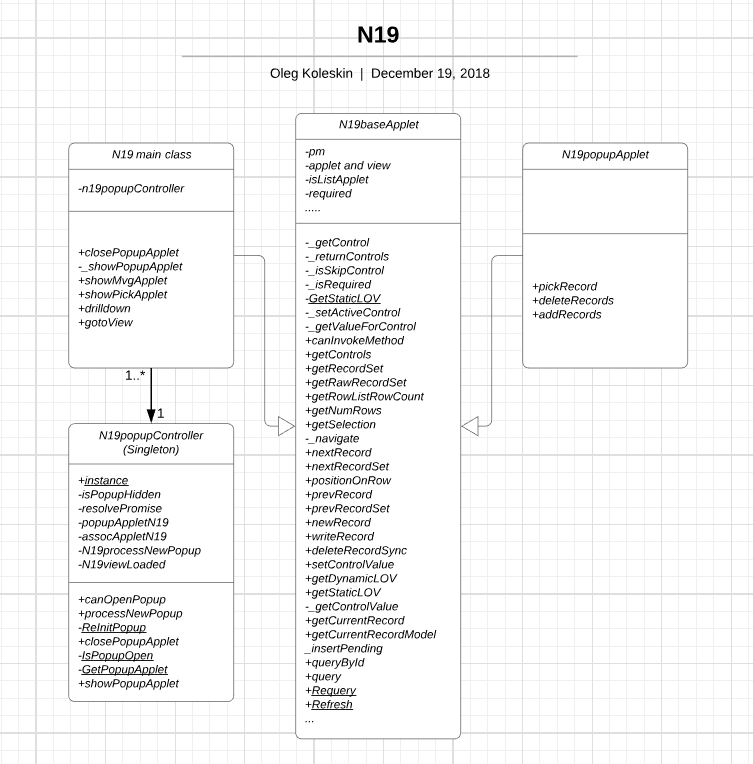 N19
Oleg Koleskin | December 19, 2018
N19 main class
-n19popupController
+closePopupApplet
-_showPopupApplet
+showMvgApplet
+showPickApplet
+drilldown
+gotoView
1..*
1
N19popupController
(Singleton)
+instance
-isPopupHidden
-resolvePromise
-popupAppletN19
-assocAppletN19
-N19processNewPopup
-N19viewLoaded
+canOpenPopup
+processNewPopup
-ReInitPopup
+closePopupApplet
-IsPopupOpen
-GetPopupApplet
+showPopupApplet
N19baseApplet
-pm
-applet and view
-isListApplet
-required
.....
-_getControl
-_returnControls
-_isSkipControl
-_isRequired
-GetStaticLOV
-_setActiveControl
-_getValueForControl
+canInvokeMethod
+getControls
+getRecordSet
+getRawRecordSet
+getRowListRowCount
+getNumRows
+getSelection
-_navigate
+nextRecord
+nextRecordSet
+positionOnRow
+prevRecord
+prevRecordSet
+newRecord
+writeRecord
+deleteRecordSync
+setControlValue
+getDynamicLOV
+getStaticLOV
-_getControlValue
+getCurrentRecord
+getCurrentRecordModel
_insertPending
+queryById
+query
+Requery
+Refresh
...
N19popupApplet
+pickRecord
+deleteRecords
+addRecords